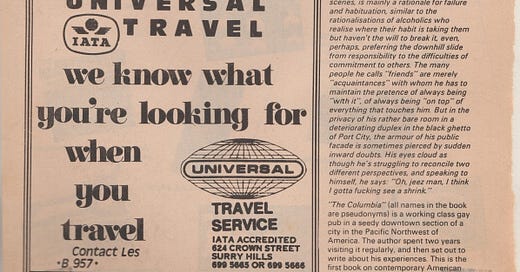 UNIVERSAL
TRAVEL
IATA
we know what
you're looking for
when
you
travel
UNIVERSAL
TRAVEL
SERVICE
IATA ACCREDITED
624 CROWN STREET
SURRY HILLS
699 5665 OR 699 5666
Contact Les
•B 957•
scenes, is mainly a rationale for failure
and habituation, similar to the
rationalisations of alcoholics who
realise where their habit is taking them
but haven't the will to break it, even,
perhaps, preferring the downhill slide
from responsibility to the difficulties of
commitment to others. The many
people he calls "friends" are merely
"acquaintances" with whom he has to
maintain the pretence of always being
"with it", of always being "on top" of
everything that touches him. But in the
privacy of his rather bare room in a
deteriorating duplex in the black ghetto
of Port City, the armour of his public
facade is sometimes pierced by sudden
inward doubts. His eyes cloud as
though he's struggling to reconcile two
different perspectives, and speaking to
himself, he says: "Oh, jeez man, I think
I gotta fucking see a shrink."
"The Columbia" (all names in the book
are pseudonyms) is a working class gay
pub in a seedy downtown section of a
city in the Pacific Northwest of
America. The author spent two years
visiting it regularly, and then set out to
write about his experiences. This is the
first book on contemporary American